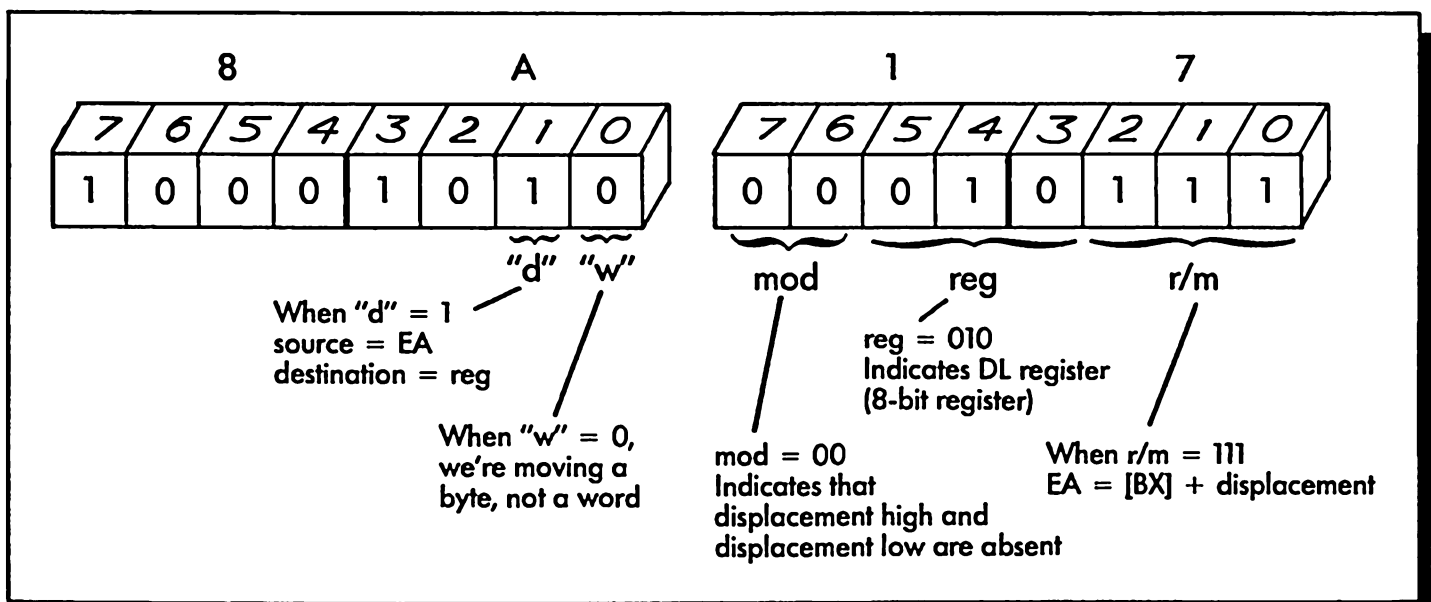 8 A 1 7
7 6 5 4 3 2 1 0 7 6 5 4 3 2 1 0
1 0 0 0 1 0 1 0 0 0 0 1 0 1 1 1
"d" "w" mod reg r/m
When "d" = 1
source = EA
destination = reg
When "w" = 0,
we're moving a
byte, not a word
mod = 00
Indicates that
displacement high and
displacement low are absent
reg = 010
Indicates DL register
(8-bit register)
When r/m = 111
EA = [BX] + displacement